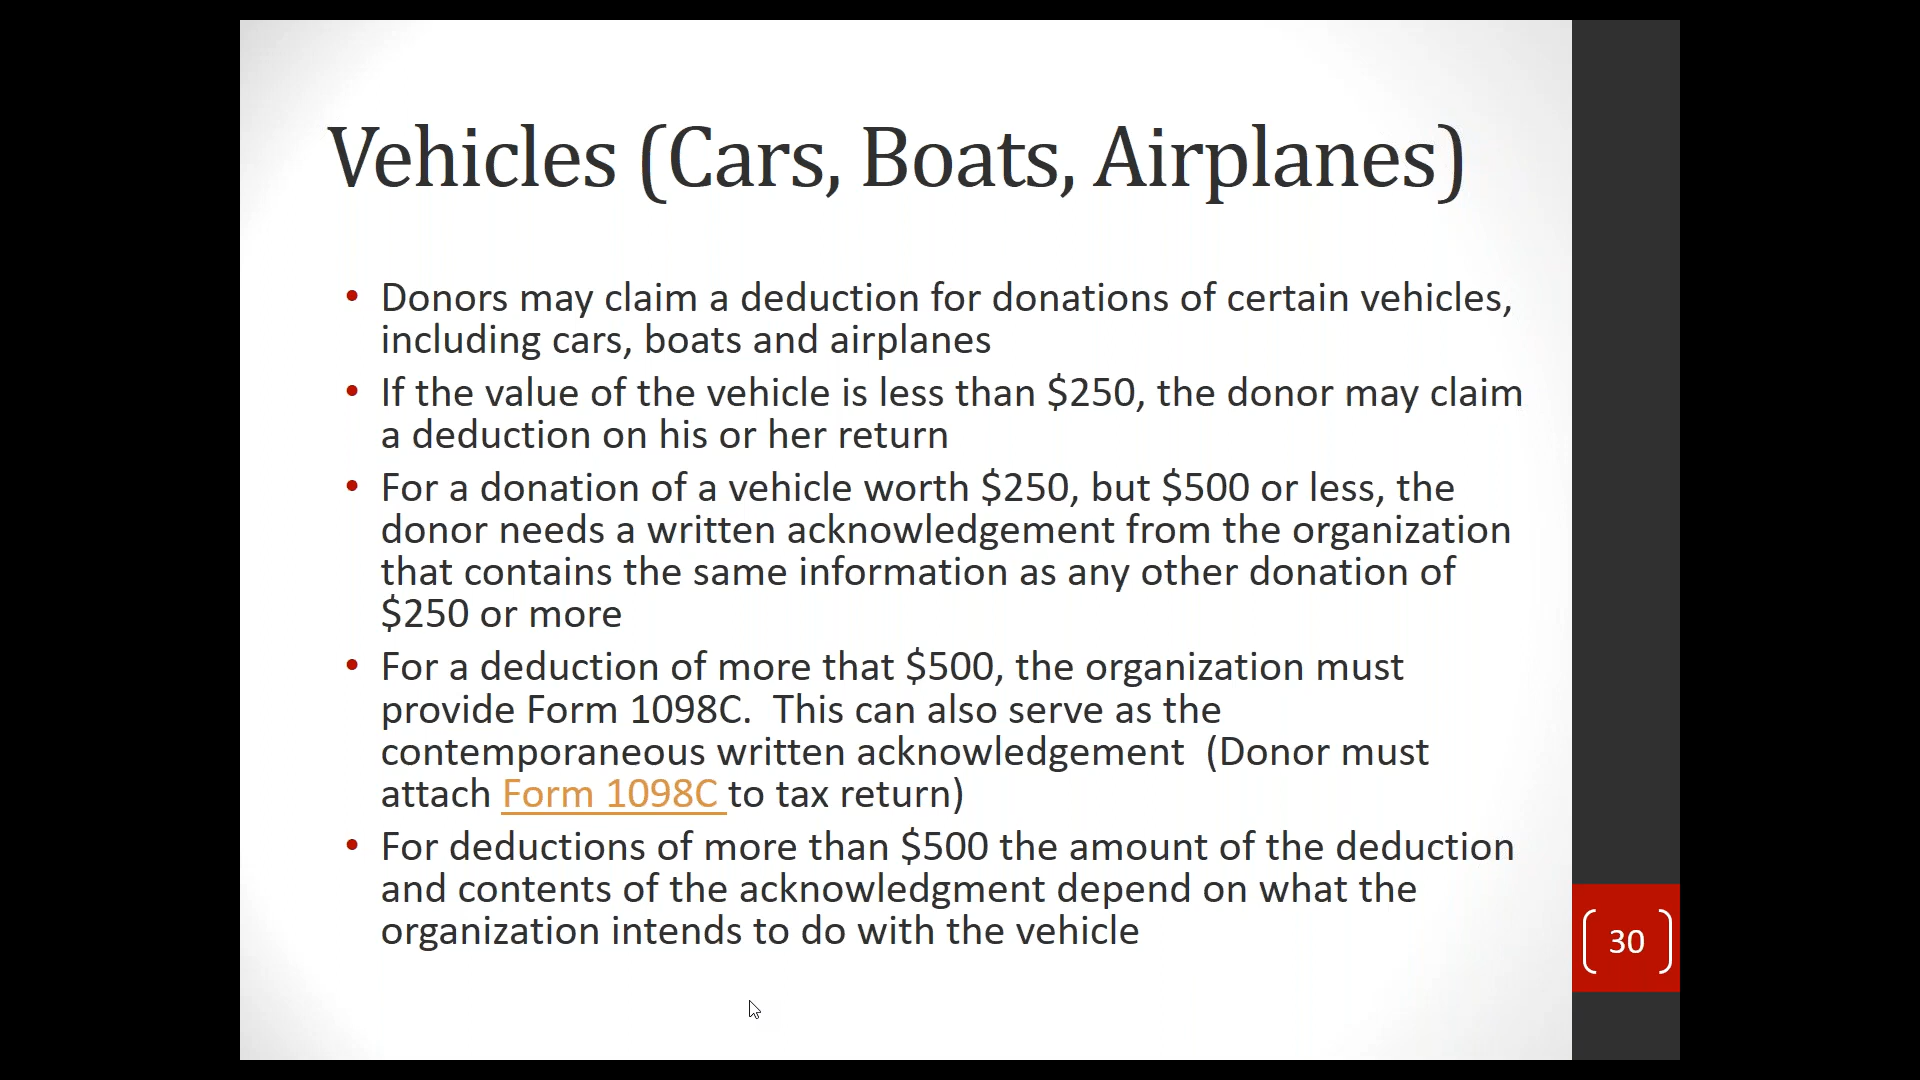 Vehicles (Cars, Boats, Airplanes)
• Donors may claim a deduction for donations of certain vehicles,
including cars, boats and airplanes
• If the value of the vehicle is less than $250, the donor may claim
a deduction on his or her return
• For a donation of a vehicle worth $250, but $500 or less, the
donor needs a written acknowledgement from the organization
that contains the same information as any other donation of
$250 or more
• For a deduction of more that $500, the organization must
provide Form 1098C.  This can also serve as the
contemporaneous written acknowledgement  (Donor must
attach Form 1098C to tax return)
• For deductions of more than $500 the amount of the deduction
and contents of the acknowledgment depend on what the
organization intends to do with the vehicle
30